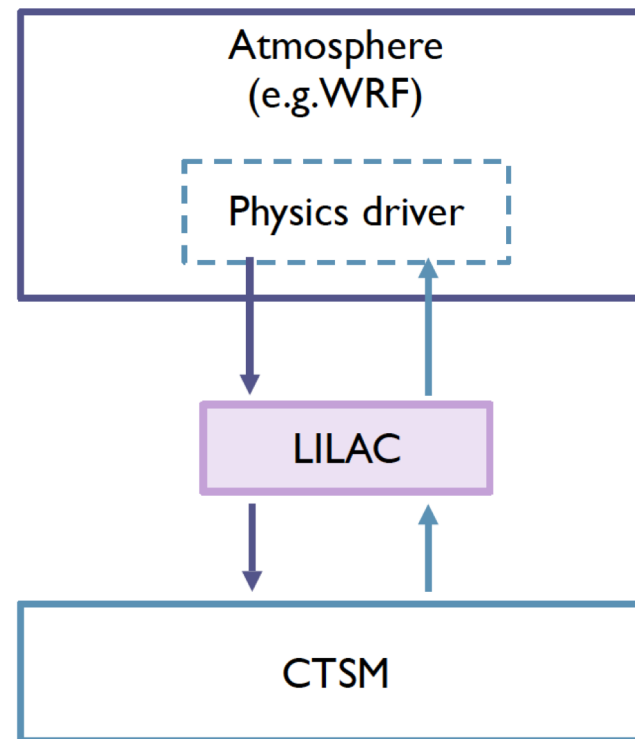 Atmosphere
(e.g. WRF)
Physics driver
LILAC
CTSM